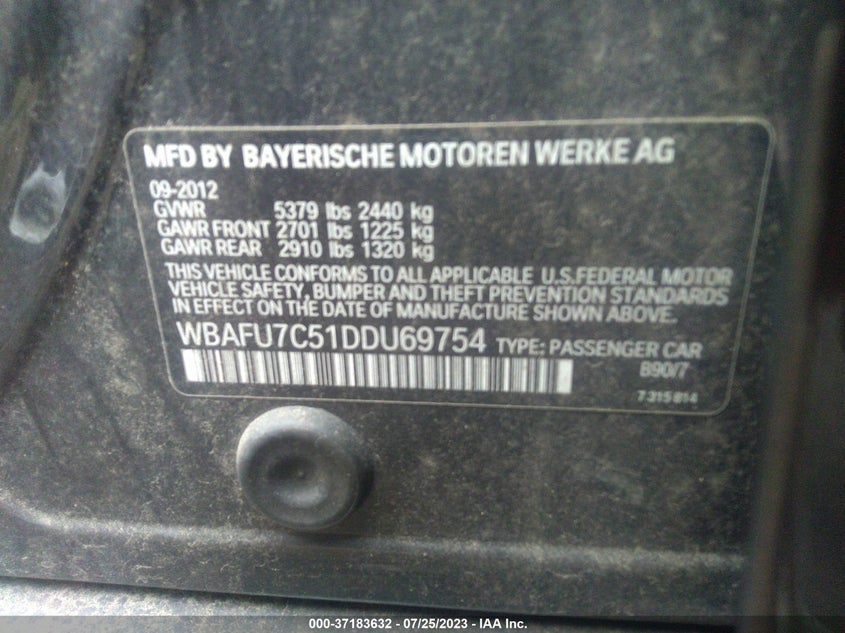 MFD BY BAYERISCHE MOTOREN WERKE AG
09-2012
GVWR 5379 lbs 2440 kg
GAWR FRONT 2701 lbs 1225 kg
GAWR REAR 2910 lbs 1320 kg
THIS VEHICLE CONFORMS TO ALL APPLICABLE U.S.FEDERAL MOTOR
VEHICLE SAFETY, BUMPER AND THEFT PREVENTION STANDARDS
IN EFFECT ON THE DATE OF MANUFACTURE SHOWN ABOVE.
WBAFU7C51DDU69754 TYPE: PASSENGER CAR
B90/7
7 315 814
000-37183632 - 07/25/2023 - IAAI.COM